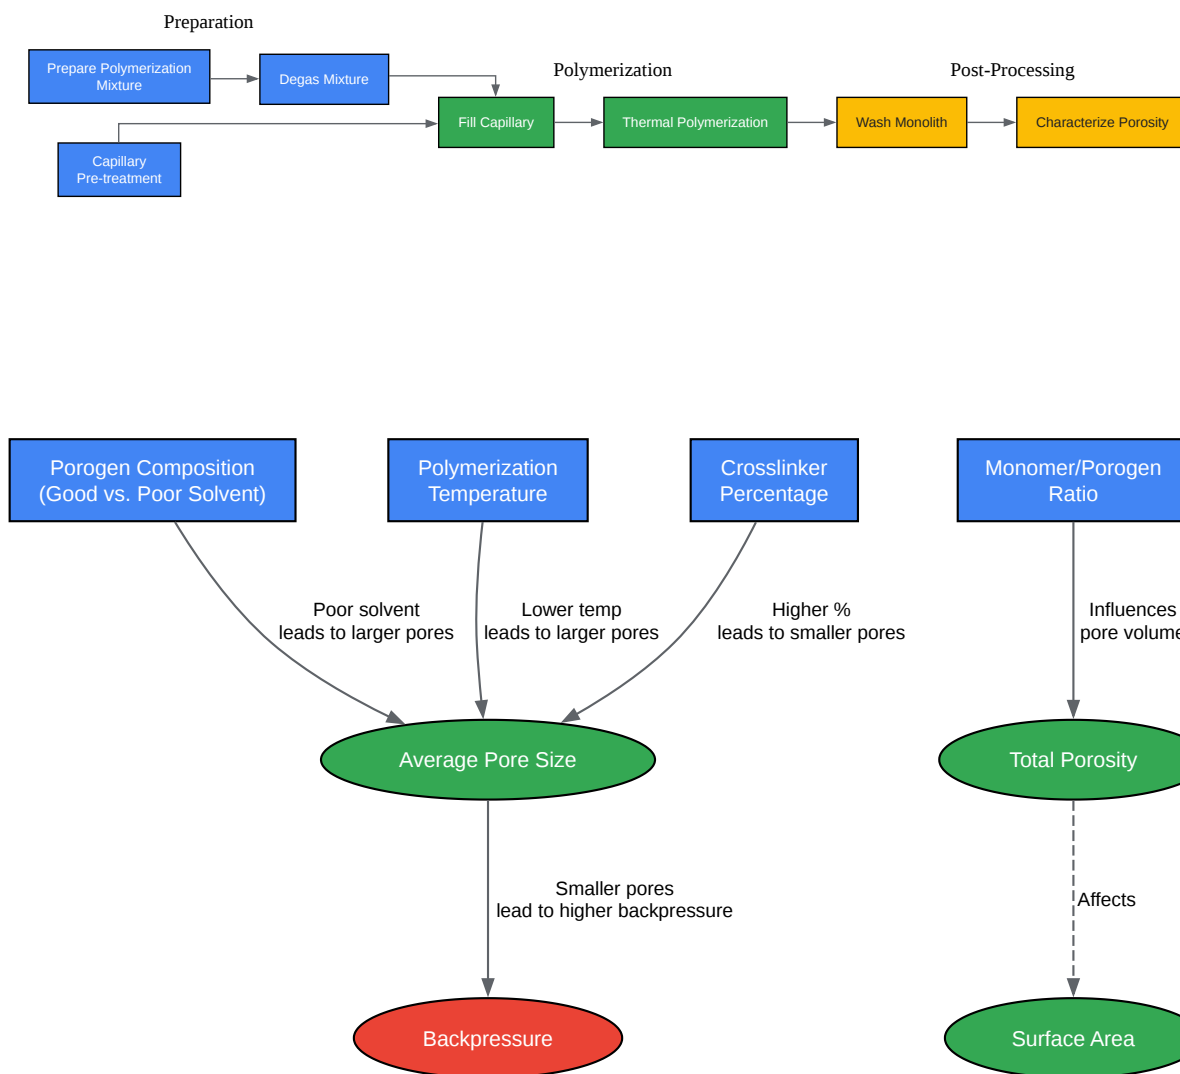 Preparation
Prepare Polymerization
Mixture
Degas Mixture
Capillary
Pre-treatment
Polymerization
Fill Capillary
Thermal Polymerization
Post-Processing
Wash Monolith
Characterize Porosity
Porogen Composition
(Good vs. Poor Solvent)
Polymerization
Temperature
Crosslinker
Percentage
Monomer/Porogen
Ratio
Poor solvent
leads to larger pores
Lower temp
leads to larger pores
Higher %
leads to smaller pores
Influences
pore volume
Average Pore Size
Total Porosity
Smaller pores
lead to higher backpressure
Affects
Backpressure
Surface Area